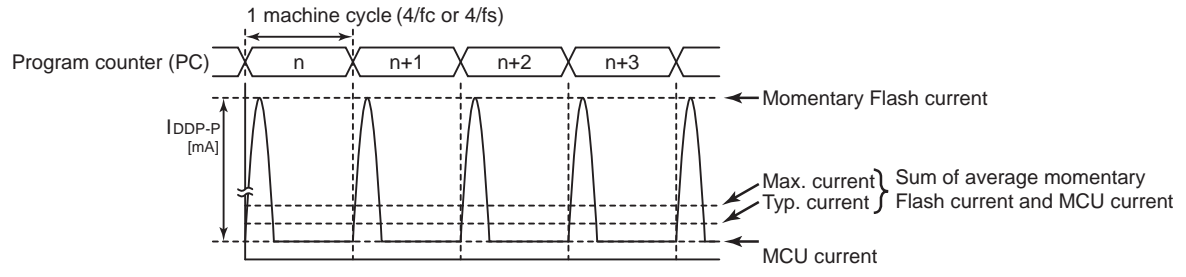 1 machine cycle (4/fc or 4/fs)
Program counter (PC)
n
n+1
n+2
n+3
Momentary Flash current
IDDP-P
[mA]
Max. current
Typ. current
Sum of average momentary
Flash current and MCU current
MCU current